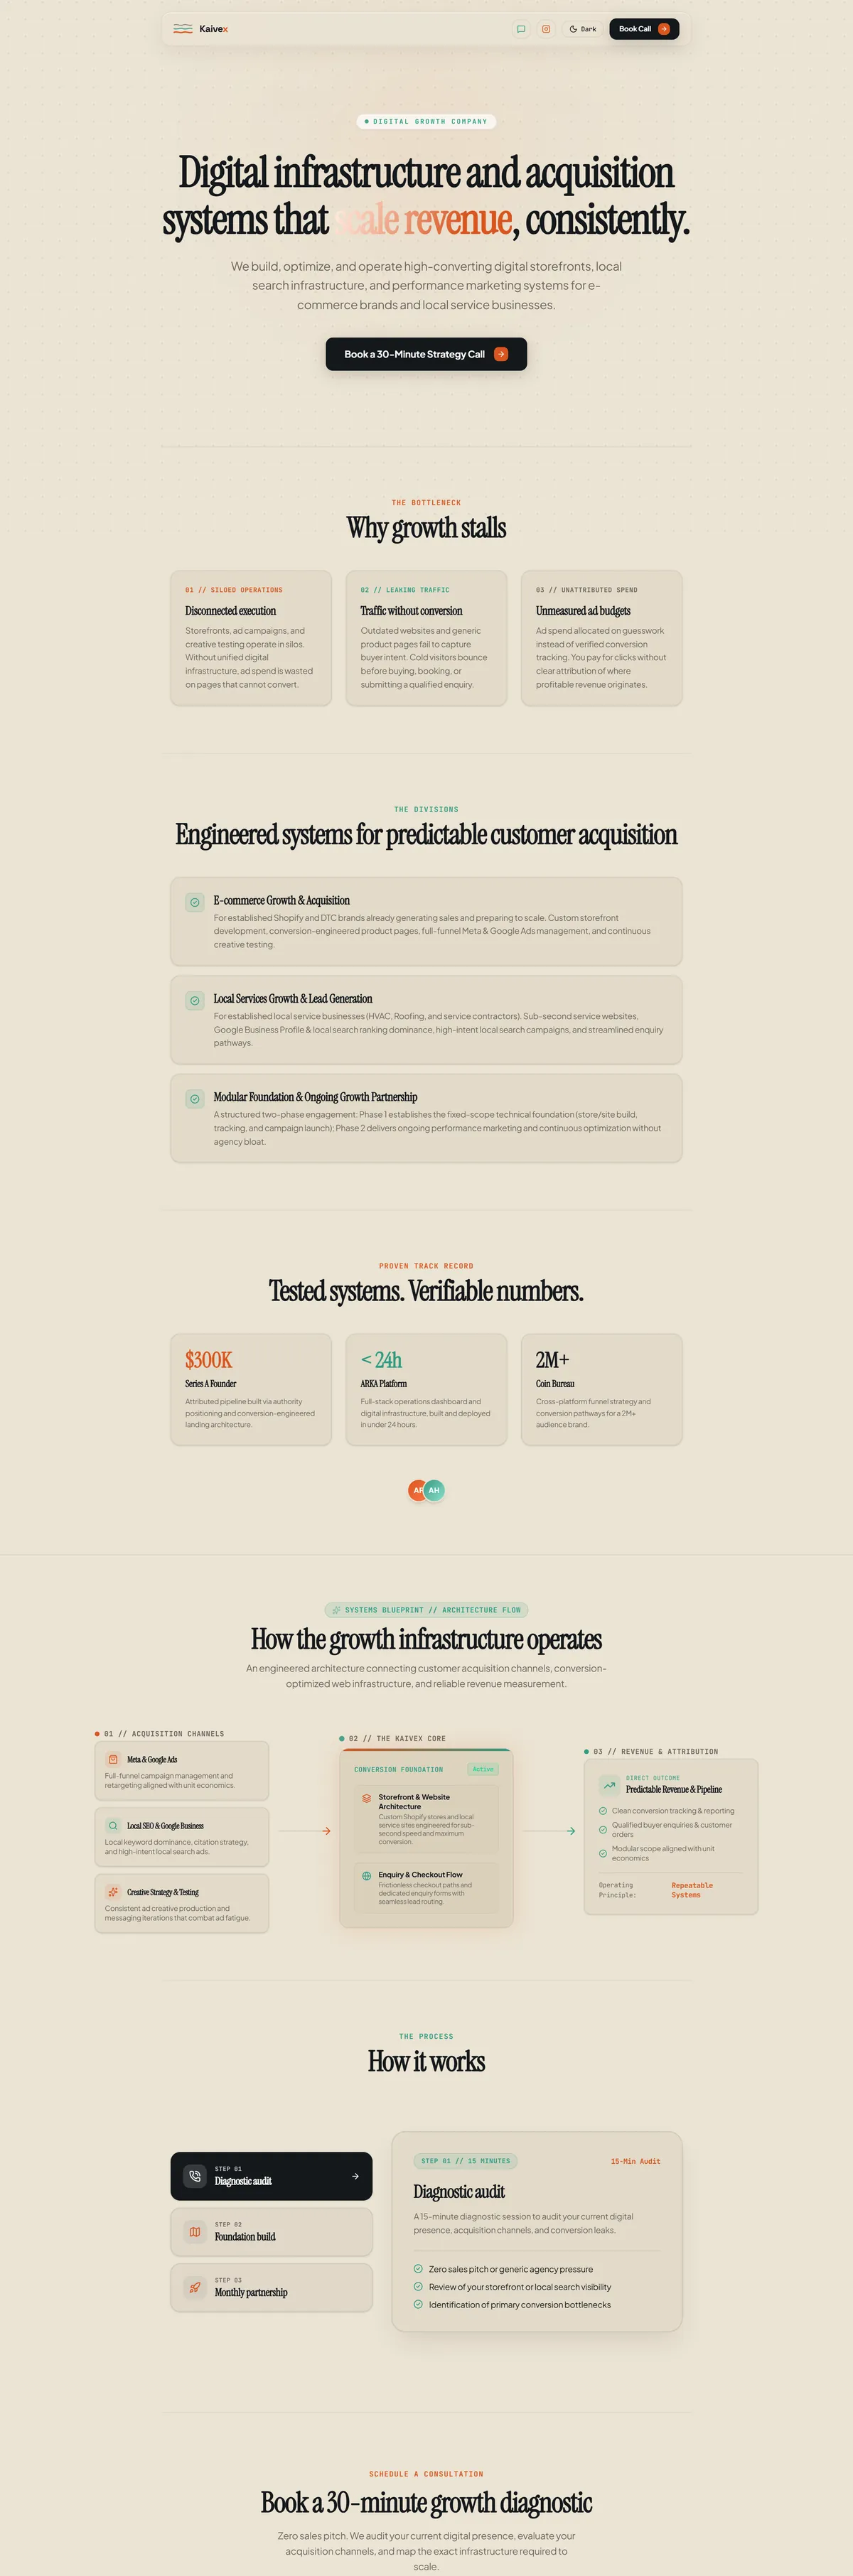 Kaivex
Dark
Book Call
DIGITAL GROWTH COMPANY
Digital infrastructure and acquisition
systems that scale revenue, consistently.
We build, optimize, and operate high-converting digital storefronts, local
search infrastructure, and performance marketing systems for e-
commerce brands and local service businesses.
Book a 30-Minute Strategy Call
THE BOTTLENECK
Why growth stalls
01 // SILOED OPERATIONS
Disconnected execution
Storefronts, ad campaigns, and
creative testing operate in silos.
Without unified digital
infrastructure, ad spend is wasted
on pages that cannot convert.
02 // LEAKING TRAFFIC
Traffic without conversion
Outdated websites and generic
product pages fail to capture
buyer intent. Cold visitors bounce
before buying, booking, or
submitting a qualified enquiry.
03 // UNATTRIBUTED SPEND
Unmeasured ad budgets
Ad spend allocated on guesswork
instead of verified conversion
tracking. You pay for clicks without
clear attribution of where
profitable revenue originates.
THE DIVISIONS
Engineered systems for predictable customer acquisition
E-commerce Growth & Acquisition
For established Shopify and DTC brands already generating sales and preparing to scale. Custom storefront
development, conversion-engineered product pages, full-funnel Meta & Google Ads management, and continuous
creative testing.
Local Services Growth & Lead Generation
For established local service businesses (HVAC, Roofing, and service contractors). Sub-second service websites,
Google Business Profile & local search ranking dominance, high-intent local search campaigns, and streamlined enquiry
pathways.
Modular Foundation & Ongoing Growth Partnership
A structured two-phase engagement: Phase 1 establishes the fixed-scope technical foundation (store/site build,
tracking, and campaign launch); Phase 2 delivers ongoing performance marketing and continuous optimization without
agency bloat.
PROVEN TRACK RECORD
Tested systems. Verifiable numbers.
$300K
Series A Founder
Attributed pipeline built via authority
positioning and conversion-engineered
landing architecture.
< 24h
ARKA Platform
Full-stack operations dashboard and
digital infrastructure, built and deployed
in under 24 hours.
2M+
Coin Bureau
Cross-platform funnel strategy and
conversion pathways for a 2M+
audience brand.
AH
SYSTEMS BLUEPRINT // ARCHITECTURE FLOW
How the growth infrastructure operates
An engineered architecture connecting customer acquisition channels, conversion-
optimized web infrastructure, and reliable revenue measurement.
01 // ACQUISITION CHANNELS
Meta & Google Ads
Full-funnel campaign management and
retargeting aligned with unit economics.
Local SEO & Google Business
Local keyword dominance, citation strategy,
and high-intent local search ads.
Creative Strategy & Testing
Consistent ad creative production and
messaging iterations that combat ad fatigue.
02 // THE KAIVEX CORE
CONVERSION FOUNDATION
Active
Storefront & Website
Architecture
Custom Shopify stores and local
service sites engineered for sub-
second speed and maximum
conversion.
Enquiry & Checkout Flow
Frictionless checkout paths and
dedicated enquiry forms with
seamless lead routing.
03 // REVENUE & ATTRIBUTION
DIRECT OUTCOME
Predictable Revenue & Pipeline
Clean conversion tracking & reporting
Qualified buyer enquiries & customer
orders
Modular scope aligned with unit
economics
Operating
Principle:
Repeatable
Systems
THE PROCESS
How it works
STEP 01
Diagnostic audit
STEP 02
Foundation build
STEP 03
Monthly partnership
STEP 01 // 15 MINUTES
15-Min Audit
Diagnostic audit
A 15-minute diagnostic session to audit your current digital
presence, acquisition channels, and conversion leaks.
Zero sales pitch or generic agency pressure
Review of your storefront or local search visibility
Identification of primary conversion bottlenecks
SCHEDULE A CONSULTATION
Book a 30-minute growth diagnostic
Zero sales pitch. We audit your current digital presence, evaluate your
acquisition channels, and map the exact infrastructure required to
scale.